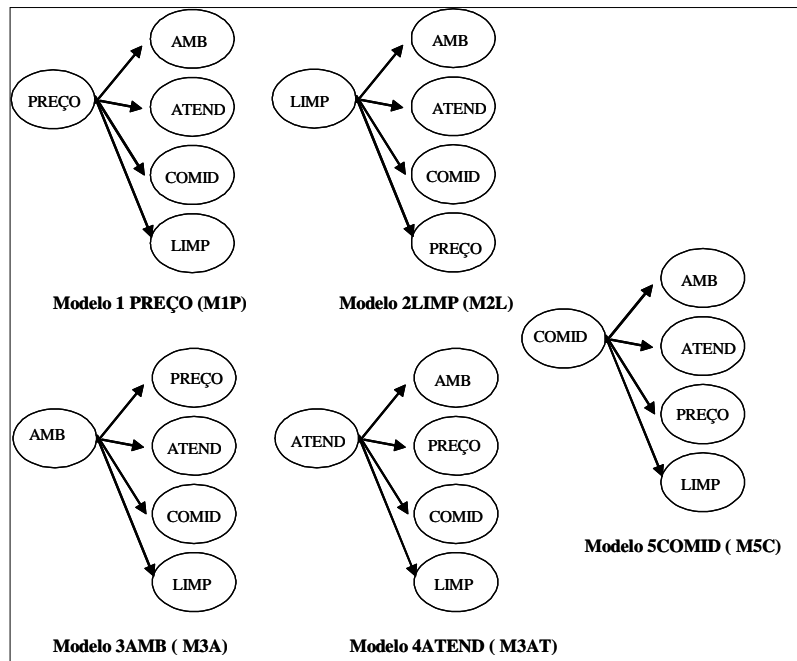 PREÇO
AMB
ATEND
COMID
LIMP
Modelo 1 PREÇO (M1P)
LIMP
AMB
ATEND
COMID
PREÇO
Modelo 2LIMP (M2L)
AMB
PREÇO
ATEND
COMID
LIMP
Modelo 3AMB ( M3A)
ATEND
AMB
PREÇO
COMID
LIMP
Modelo 4ATEND ( M3AT)
COMID
AMB
ATEND
PREÇO
LIMP
Modelo 5COMID ( M5C)